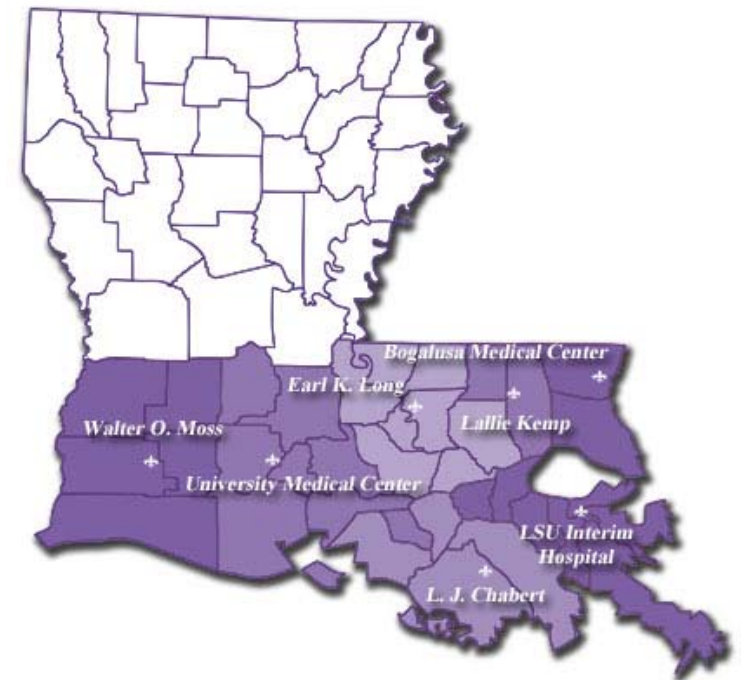 Bogalusa Medical Center
Earl K. Long
Lallie Kemp
Walter O. Moss
University Medical Center
LSU Interim
Hospital
L. J. Chabert